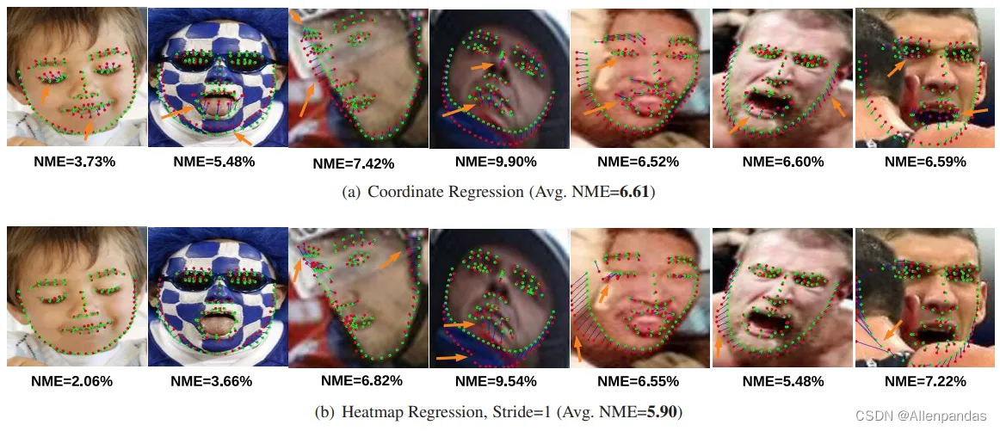 NME=3.73% NME=5.48% NME=7.42% NME=9.90% NME=6.52% NME=6.60% NME=6.59%
(a) Coordinate Regression (Avg. NME=6.61)
NME=2.06% NME=3.66% NME=6.82% NME=9.54% NME=6.55% NME=5.48% NME=7.22%
(b) Heatmap Regression, Stride=1 (Avg. NME=5.90)
CSDN @Allenpandas